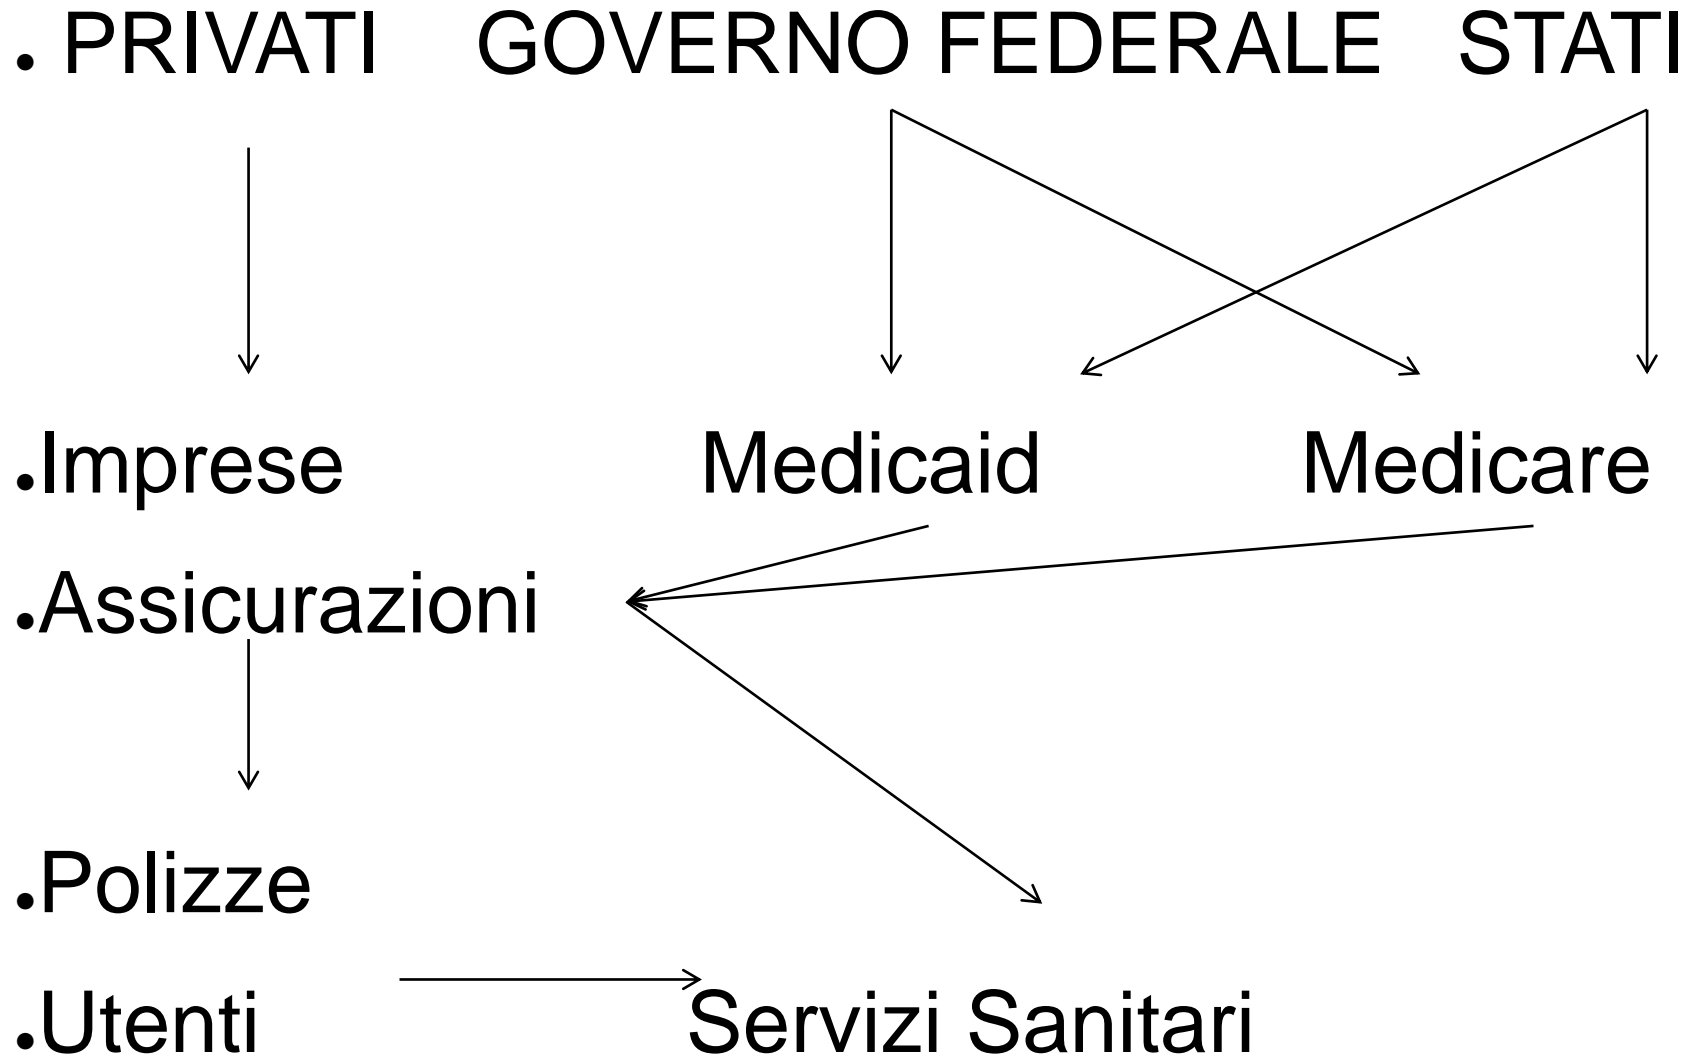 • PRIVATI GOVERNO FEDERALE STATI
•Imprese Medicaid Medicare
•Assicurazioni
•Polizze
•Utenti Servizi Sanitari